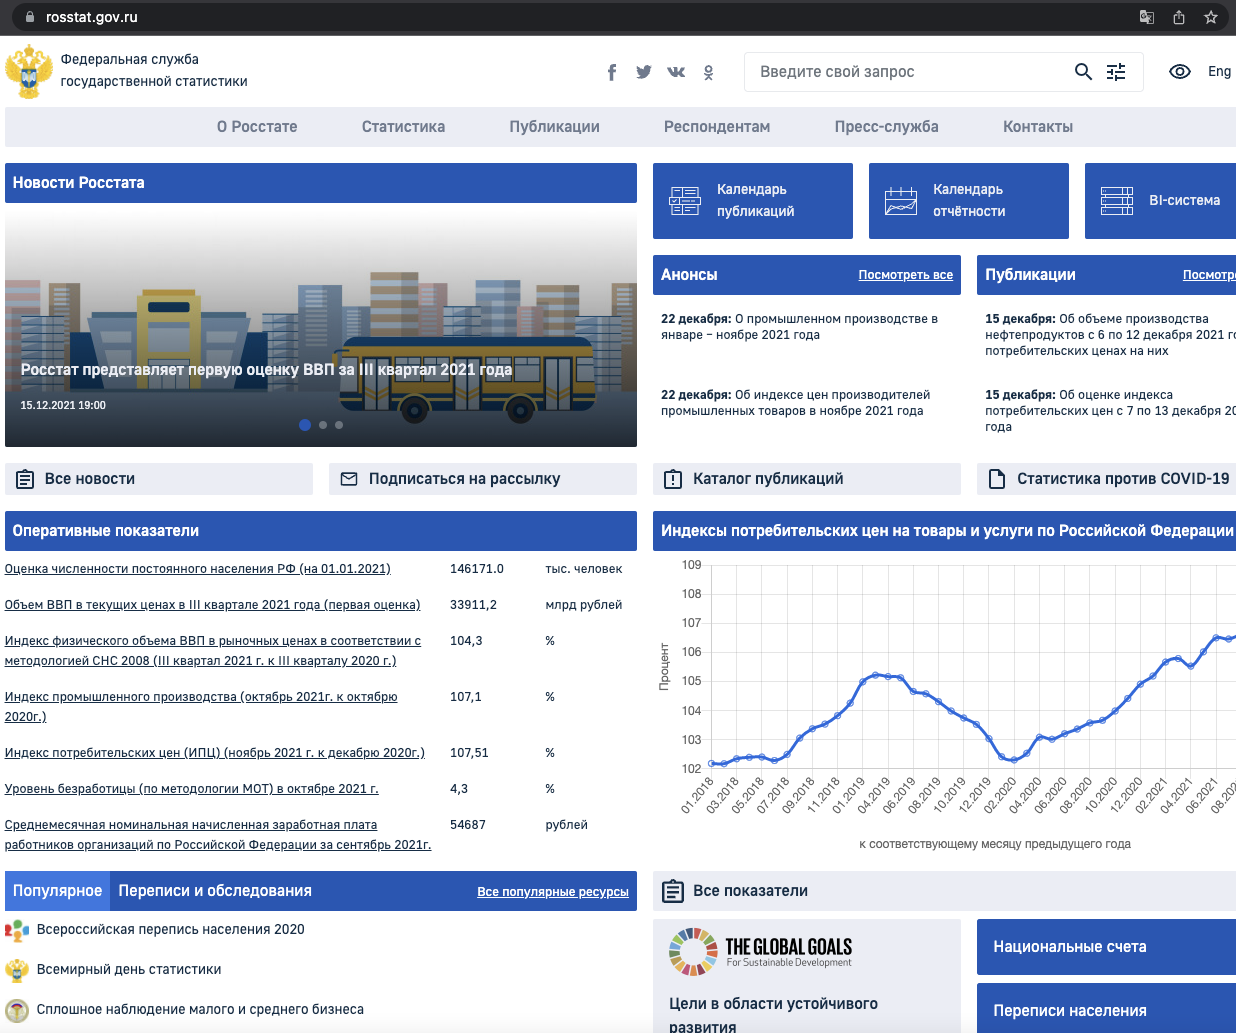 rosstat.gov.ru
Федеральная служба
государственной статистики
Введите свой запрос
Eng
О Росстате
Статистика
Публикации
Респондентам
Пресс-служба
Контакты
Новости Росстата
Росстат представляет первую оценку ВВП за III квартал 2021 года
15.12.2021 19:00
Календарь
публикаций
Календарь
отчётности
BI-система
Анонсы
Посмотреть все
22 декабря: О промышленном производстве в
январе – ноябре 2021 года
22 декабря: Об индексе цен производителей
промышленных товаров в ноябре 2021 года
Публикации
15 декабря: Об объеме производства
нефтепродуктов с 6 по 12 декабря 2021
потребительских ценах на них
15 декабря: Об оценке индекса
потребительских цен с 7 по 13 декабря
года
Все новости
Подписаться на рассылку
Каталог публикаций
Статистика против COVID-19
Оперативные показатели
Оценка численности постоянного населения РФ (на 01.01.2021) 146171.0 тыс. человек
Объем ВВП в текущих ценах в III квартале 2021 года (первая оценка) 33911,2 млрд рублей
Индекс физического объема ВВП в рыночных ценах в соответствии с 104,3 %
методологией СНС 2008 (III квартал 2021 г. к III кварталу 2020 г.)
Индекс промышленного производства (октябрь 2021г. к октябрю 107,1 %
2020г.)
Индекс потребительских цен (ИПЦ) (ноябрь 2021 г. к декабрю 2020г.) 107,51 %
Уровень безработицы (по методологии МОТ) в октябре 2021 г. 4,3 %
Среднемесячная номинальная начисленная заработная плата 54687 рублей
работников организаций по Российской Федерации за сентябрь 2021г.
Индексы потребительских цен на товары и услуги по Российской Федерации
Процент
109
108
107
106
105
104
103
102
01.2018
03.2018
05.2018
07.2018
09.2018
11.2018
01.2019
04.2019
06.2019
08.2019
10.2019
12.2019
02.2020
04.2020
06.2020
08.2020
10.2020
12.2020
02.2021
04.2021
06.2021
к соответствующему месяцу предыдущего года
Популярное
Переписи и обследования
Все популярные ресурсы
Всероссийская перепись населения 2020
Всемирный день статистики
Сплошное наблюдение малого и среднего бизнеса
Все показатели
THE GLOBAL GOALS
For Sustainable Development
Цели в области устойчивого
развития
Национальные счета
Переписи населения